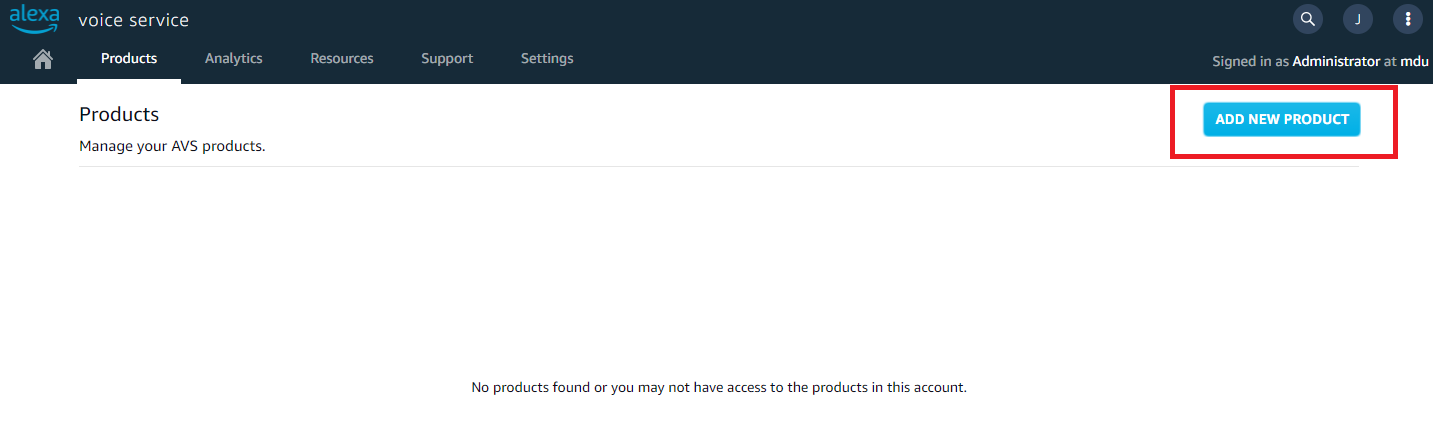 alexa
voice service
J
Products Analytics Resources Support Settings
Signed in as Administrator at mdu
Products
ADD NEW PRODUCT
Manage your AVS products.
No products found or you may not have access to the products in this account.